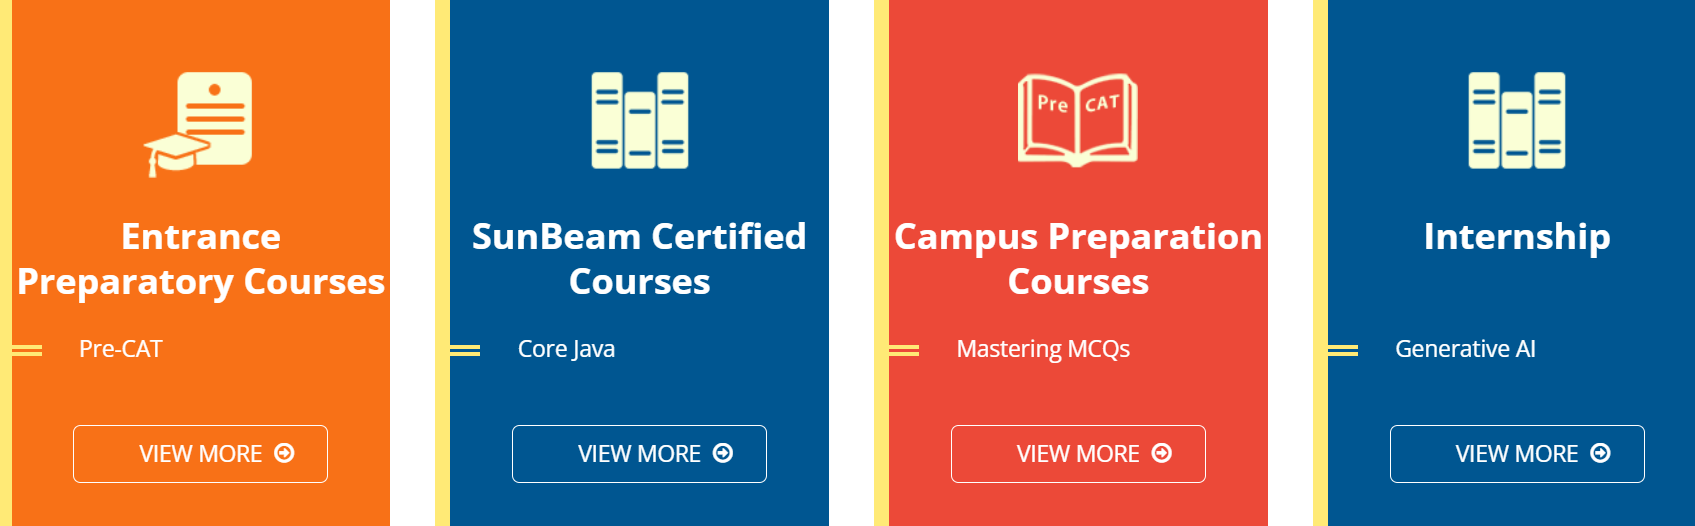 Entrance
Preparatory Courses
Pre-CAT
VIEW MORE
SunBeam Certified
Courses
Core Java
VIEW MORE
Pre CAT
Campus Preparation
Courses
Mastering MCQs
VIEW MORE
Internship
Generative AI
VIEW MORE